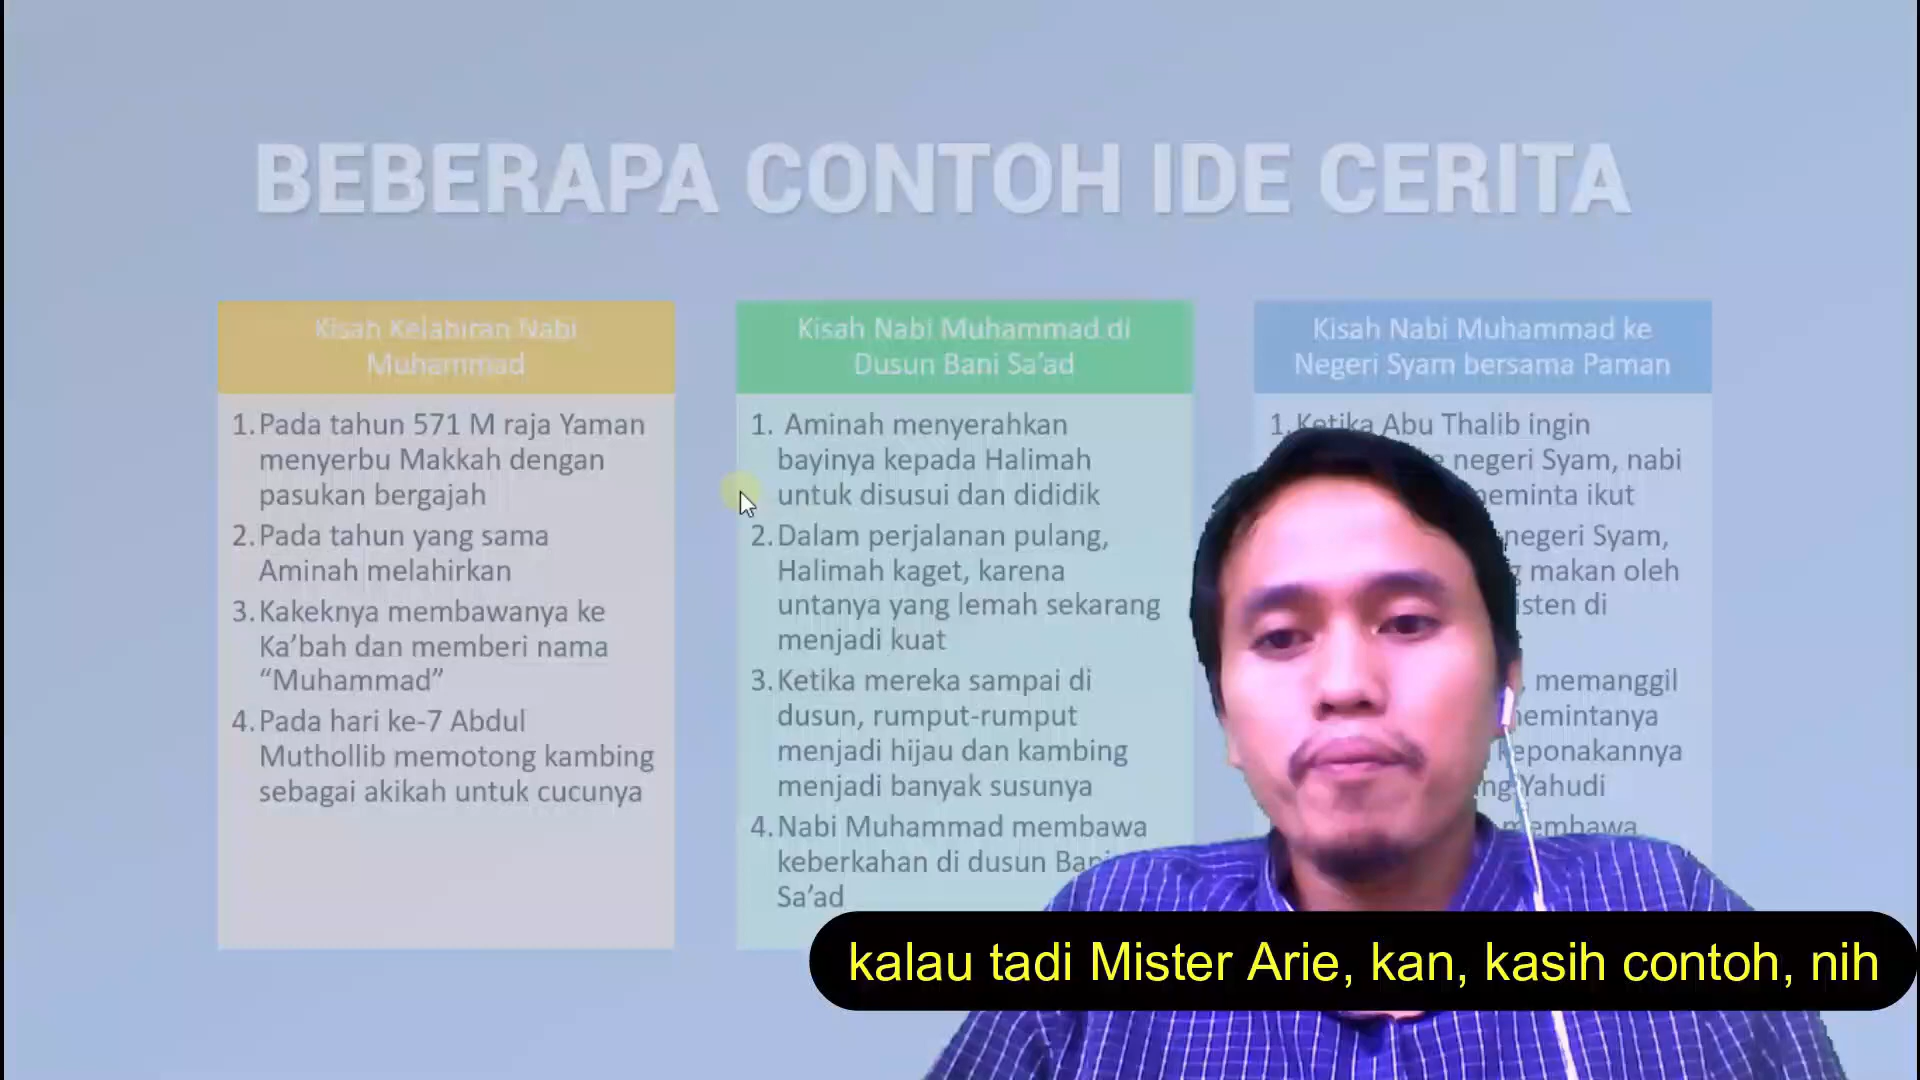 BEBERAPA CONTOH IDE CERITA
Kisah Kelahiran Nabi
Muhammad
1. Pada tahun 571 M raja Yaman
menyerbu Makkah dengan
pasukan bergajah
2. Pada tahun yang sama
Aminah melahirkan
3. Kakeknya membawanya ke
Ka’bah dan memberi nama
“Muhammad”
4. Pada hari ke-7 Abdul
Muthollib memotong kambing
sebagai akikah untuk cucunya
Kisah Nabi Muhammad di
Dusun Bani Sa’ad
1. Aminah menyerahkan
bayinya kepada Halimah
untuk disusui dan dididik
2. Dalam perjalanan pulang,
Halimah kaget, karena
untanya yang lemah sekarang
menjadi kuat
3. Ketika mereka sampai di
dusun, rumput-rumput
menjadi hijau dan kambing
menjadi banyak susunya
4. Nabi Muhammad membawa
keberkahan di dusun Bani
Sa’ad
Kisah Nabi Muhammad ke
Negeri Syam bersama Paman
1. Ketika Abu Thalib ingin
negeri Syam, nabi
meminta ikut
negeri Syam,
makan oleh
di
memanggil
memintanya
keponakannya
Yahudi
membawa
kalau tadi Mister Arie, kan, kasih contoh, nih